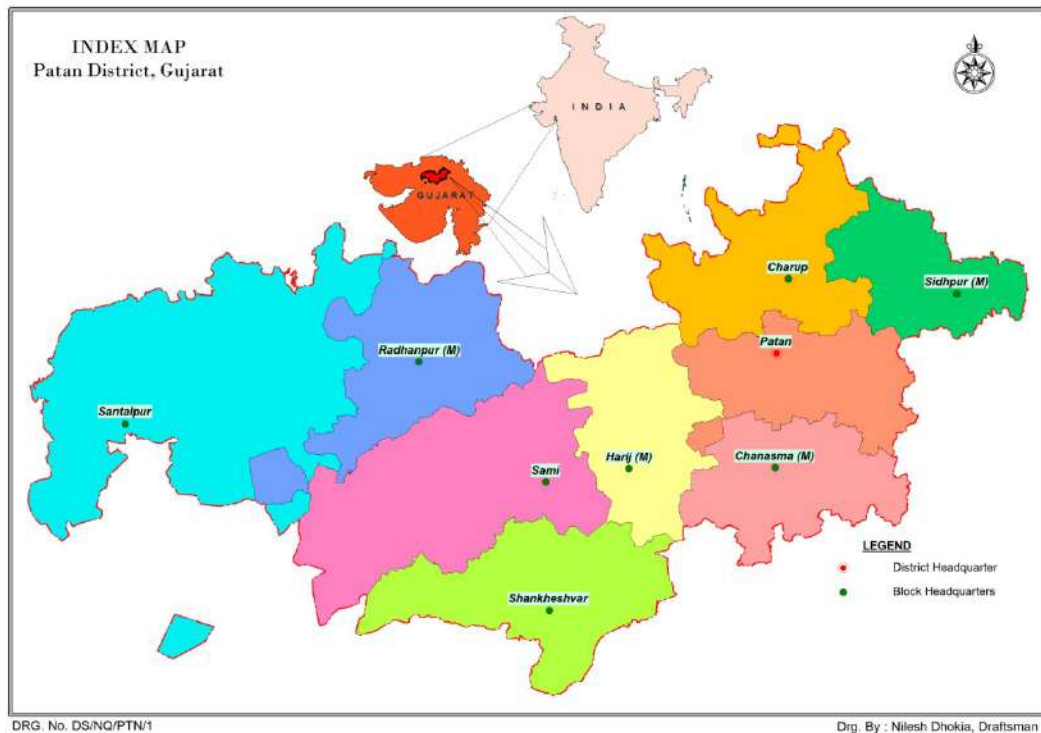 INDEX MAP
Patan District, Gujarat
INDIA
GUJARAT
Charup
Sidhpur (M)
Patan
Radhanpur (M)
Santalpur
Harij (M)
Chanasma (M)
Sami
Shankheshvar
LEGEND
District Headquarter
Block Headquarters
DRG. No. DS/NQ/PTN/1
Drg. By : Nilesh Dhokia, Draftsman